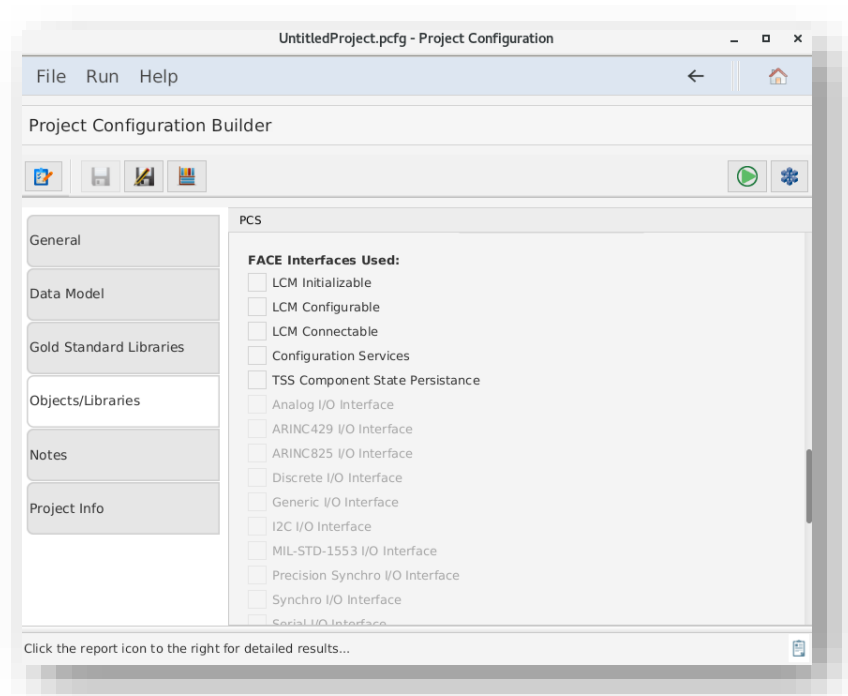 UntitledProject.pcfg - Project Configuration
File Run Help
Project Configuration Builder
PCS
General
Data Model
Gold Standard Libraries
Objects/Libraries
Notes
Project Info
FACE Interfaces Used:
LCM Initializable
LCM Configurable
LCM Connectable
Configuration Services
TSS Component State Persistance
Analog I/O Interface
ARINC429 I/O Interface
ARINC825 I/O Interface
Discrete I/O Interface
Generic I/O Interface
I2C I/O Interface
MIL-STD-1553 I/O Interface
Precision Synchro I/O Interface
Synchro I/O Interface
Serial I/O Interface
Click the report icon to the right for detailed results...